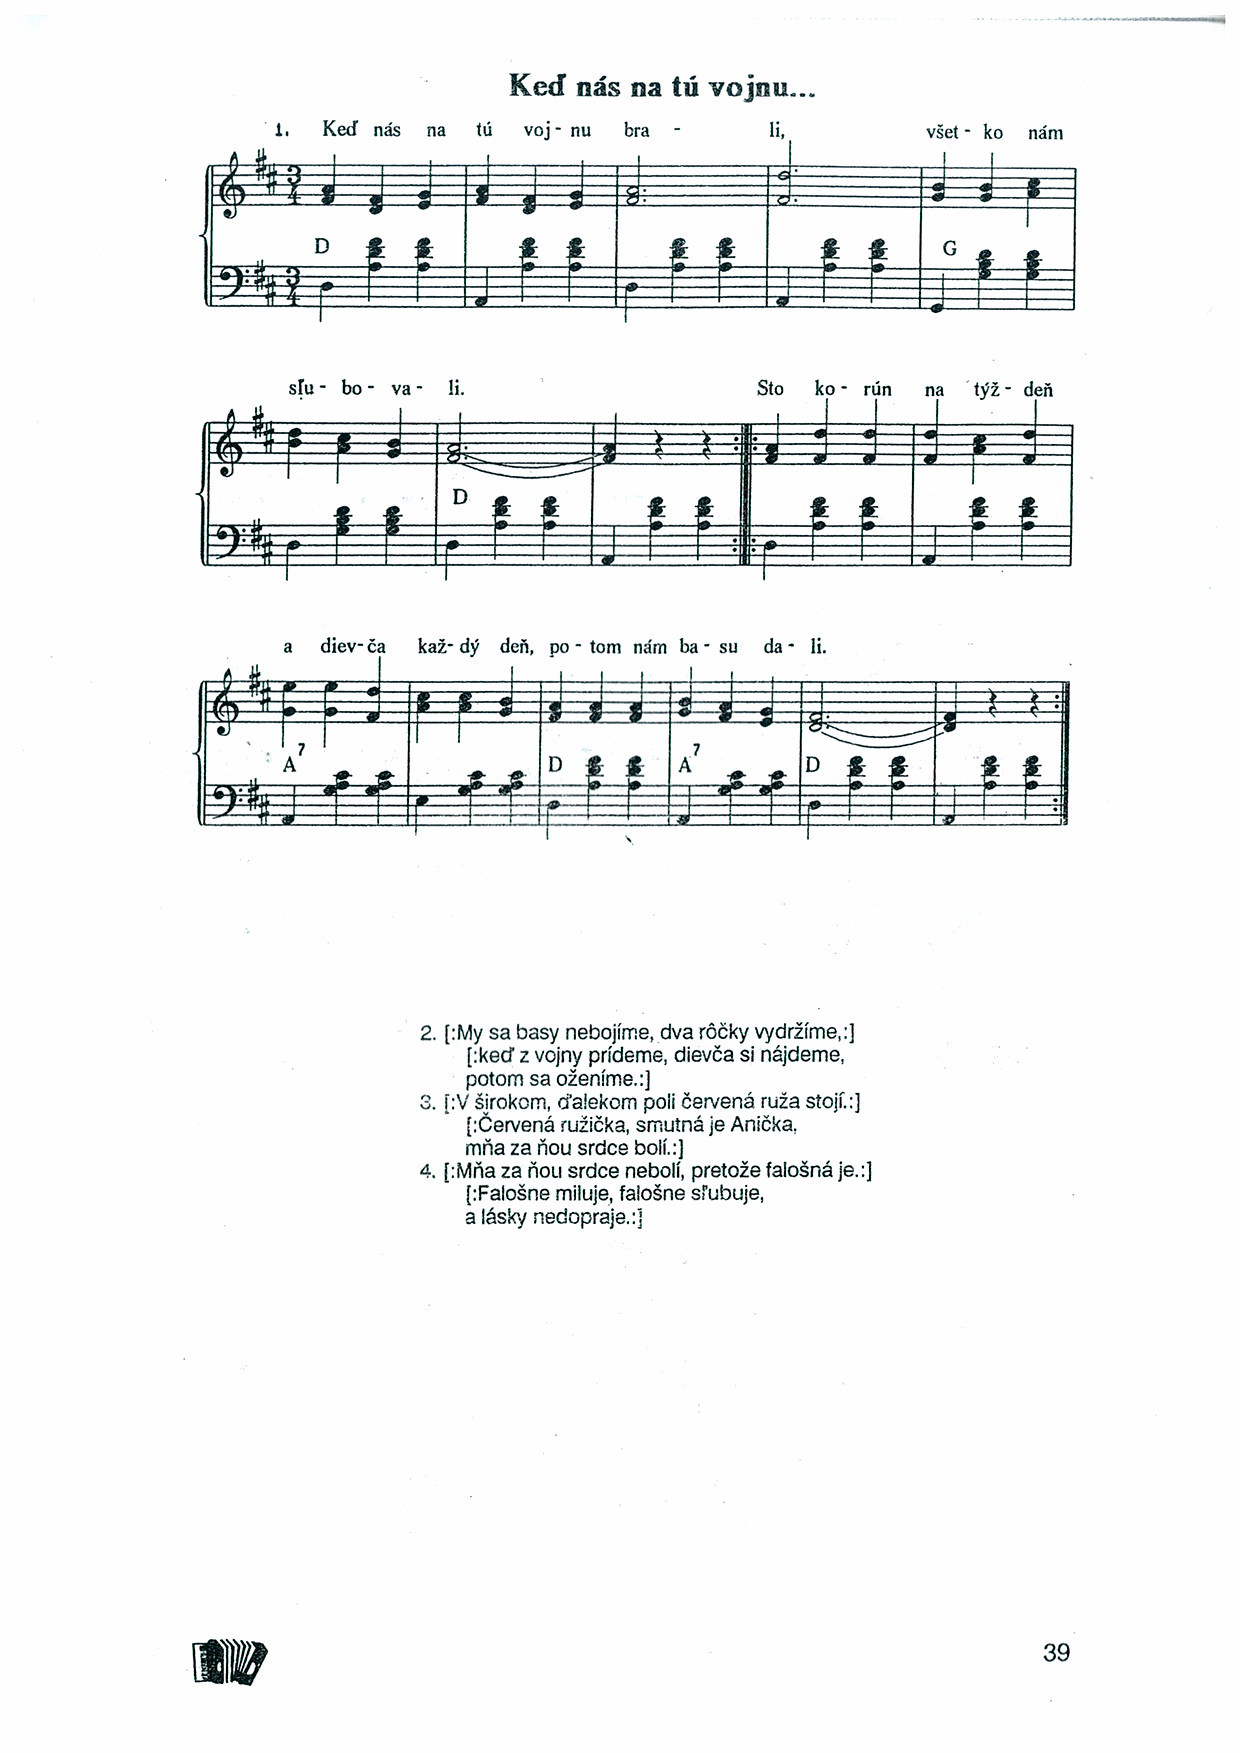 Keď nás na tú vojnu...
1. Keď nás na tú voj - nu bra - li, všet - ko nám
D G
sľu - bo - va - li. Sto ko - rún na týž - deň
D
a diev - ča kaž - dý deň, po - tom nám ba - su da - li.
A7 D A7 D
2. [:My sa basy nebojíme, dva rôčky vydržíme,:]
[:keď z vojny prídeme, dievča si nájdeme,
potom sa oženíme.:]
3. [:V širokom, ďalekom poli červená ruža stojí.:]
[:Červená ružička, smutná je Anička,
mňa za ňou srdce bolí.:]
4. [:Mňa za ňou srdce nebolí, pretože falošná je.:]
[:Falošne miluje, falošne sľubuje,
a lásky nedopraje.:]
39